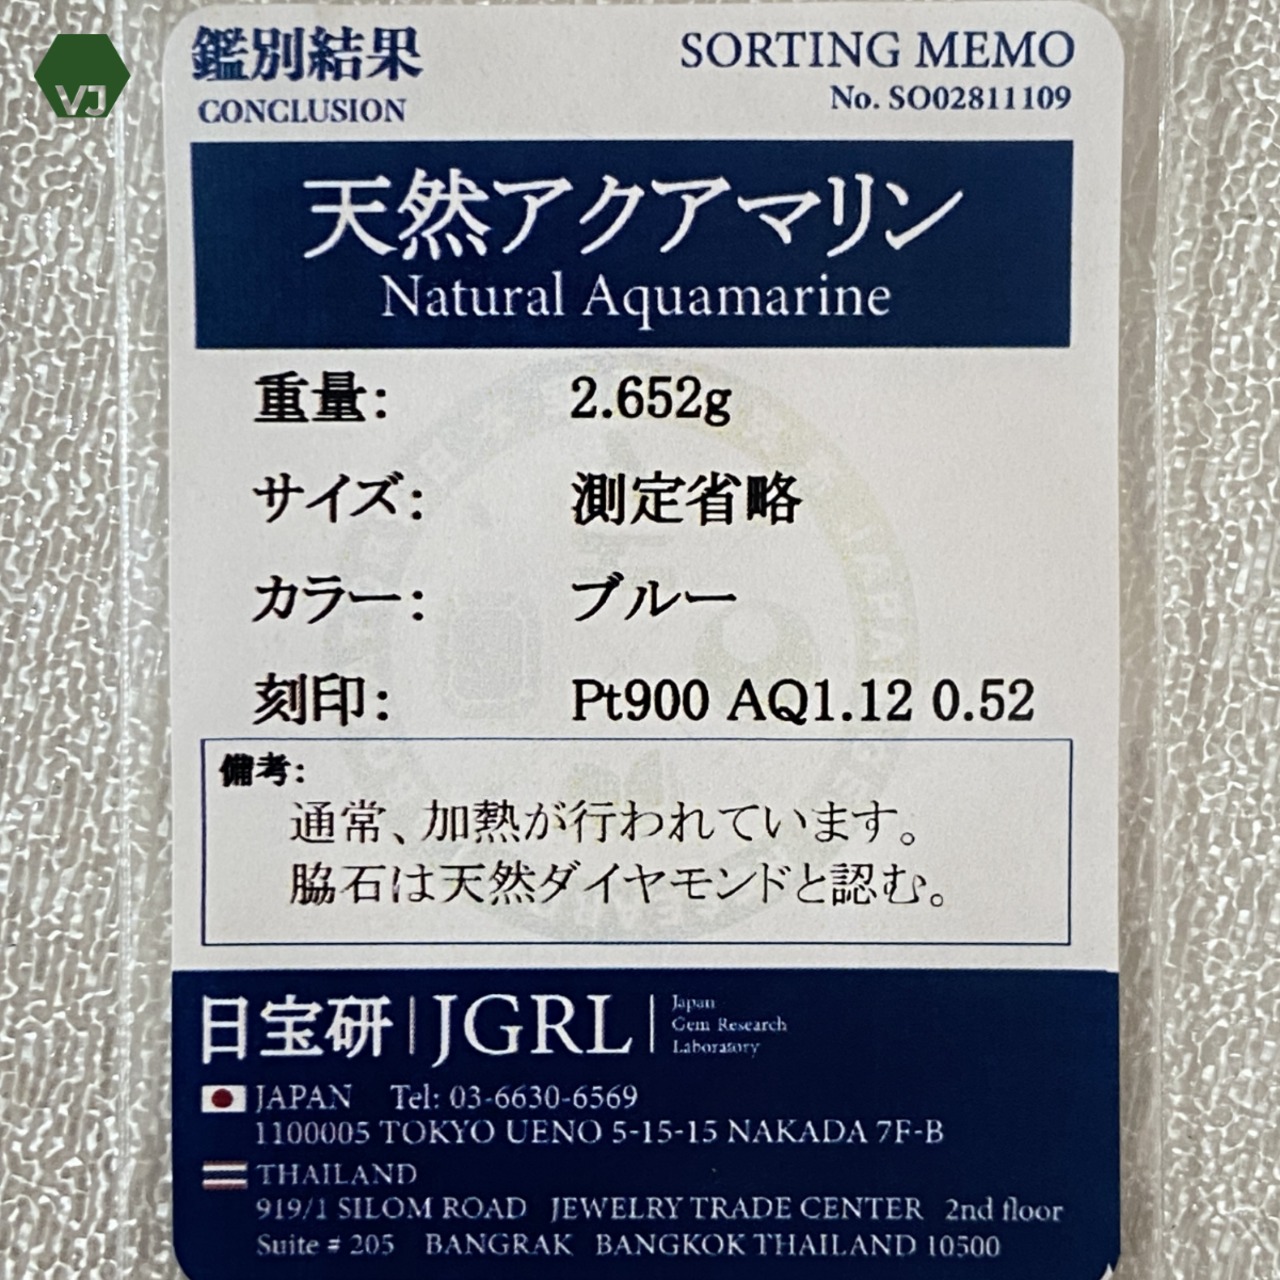 VJ
鑑別結果
CONCLUSION
SORTING MEMO
No. SO02811109
天然アクアマリン
Natural Aquamarine
重量: 2.652g
サイズ: 測定省略
カラー: ブルー
刻印: Pt900 AQ1.12 0.52
備考:
通常、加熱が行われています。
脇石は天然ダイヤモンドと認む。
日宝研 JGRL
Japan
Gem Research
Laboratory
JAPAN Tel: 03-6630-6569
1100005 TOKYO UENO 5-15-15 NAKADA 7F-B
THAILAND
919/1 SILOM ROAD JEWELRY TRADE CENTER 2nd floor
Suite # 205 BANGRAK BANGKOK THAILAND 10500